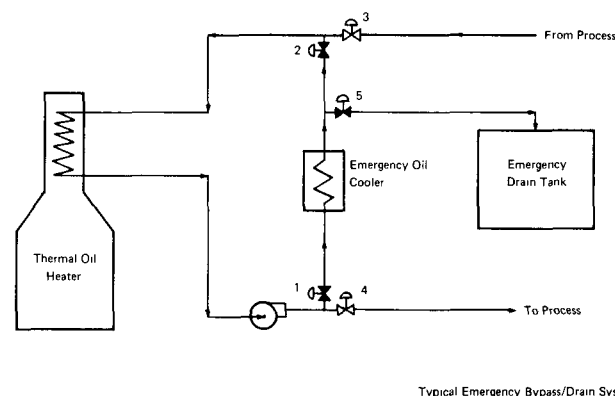 3
From Process
2
5
Emergency Oil
Cooler
Emergency
Drain Tank
Thermal Oil
Heater
1
4
To Process
Typical Emergency Bypass/Drain Sys